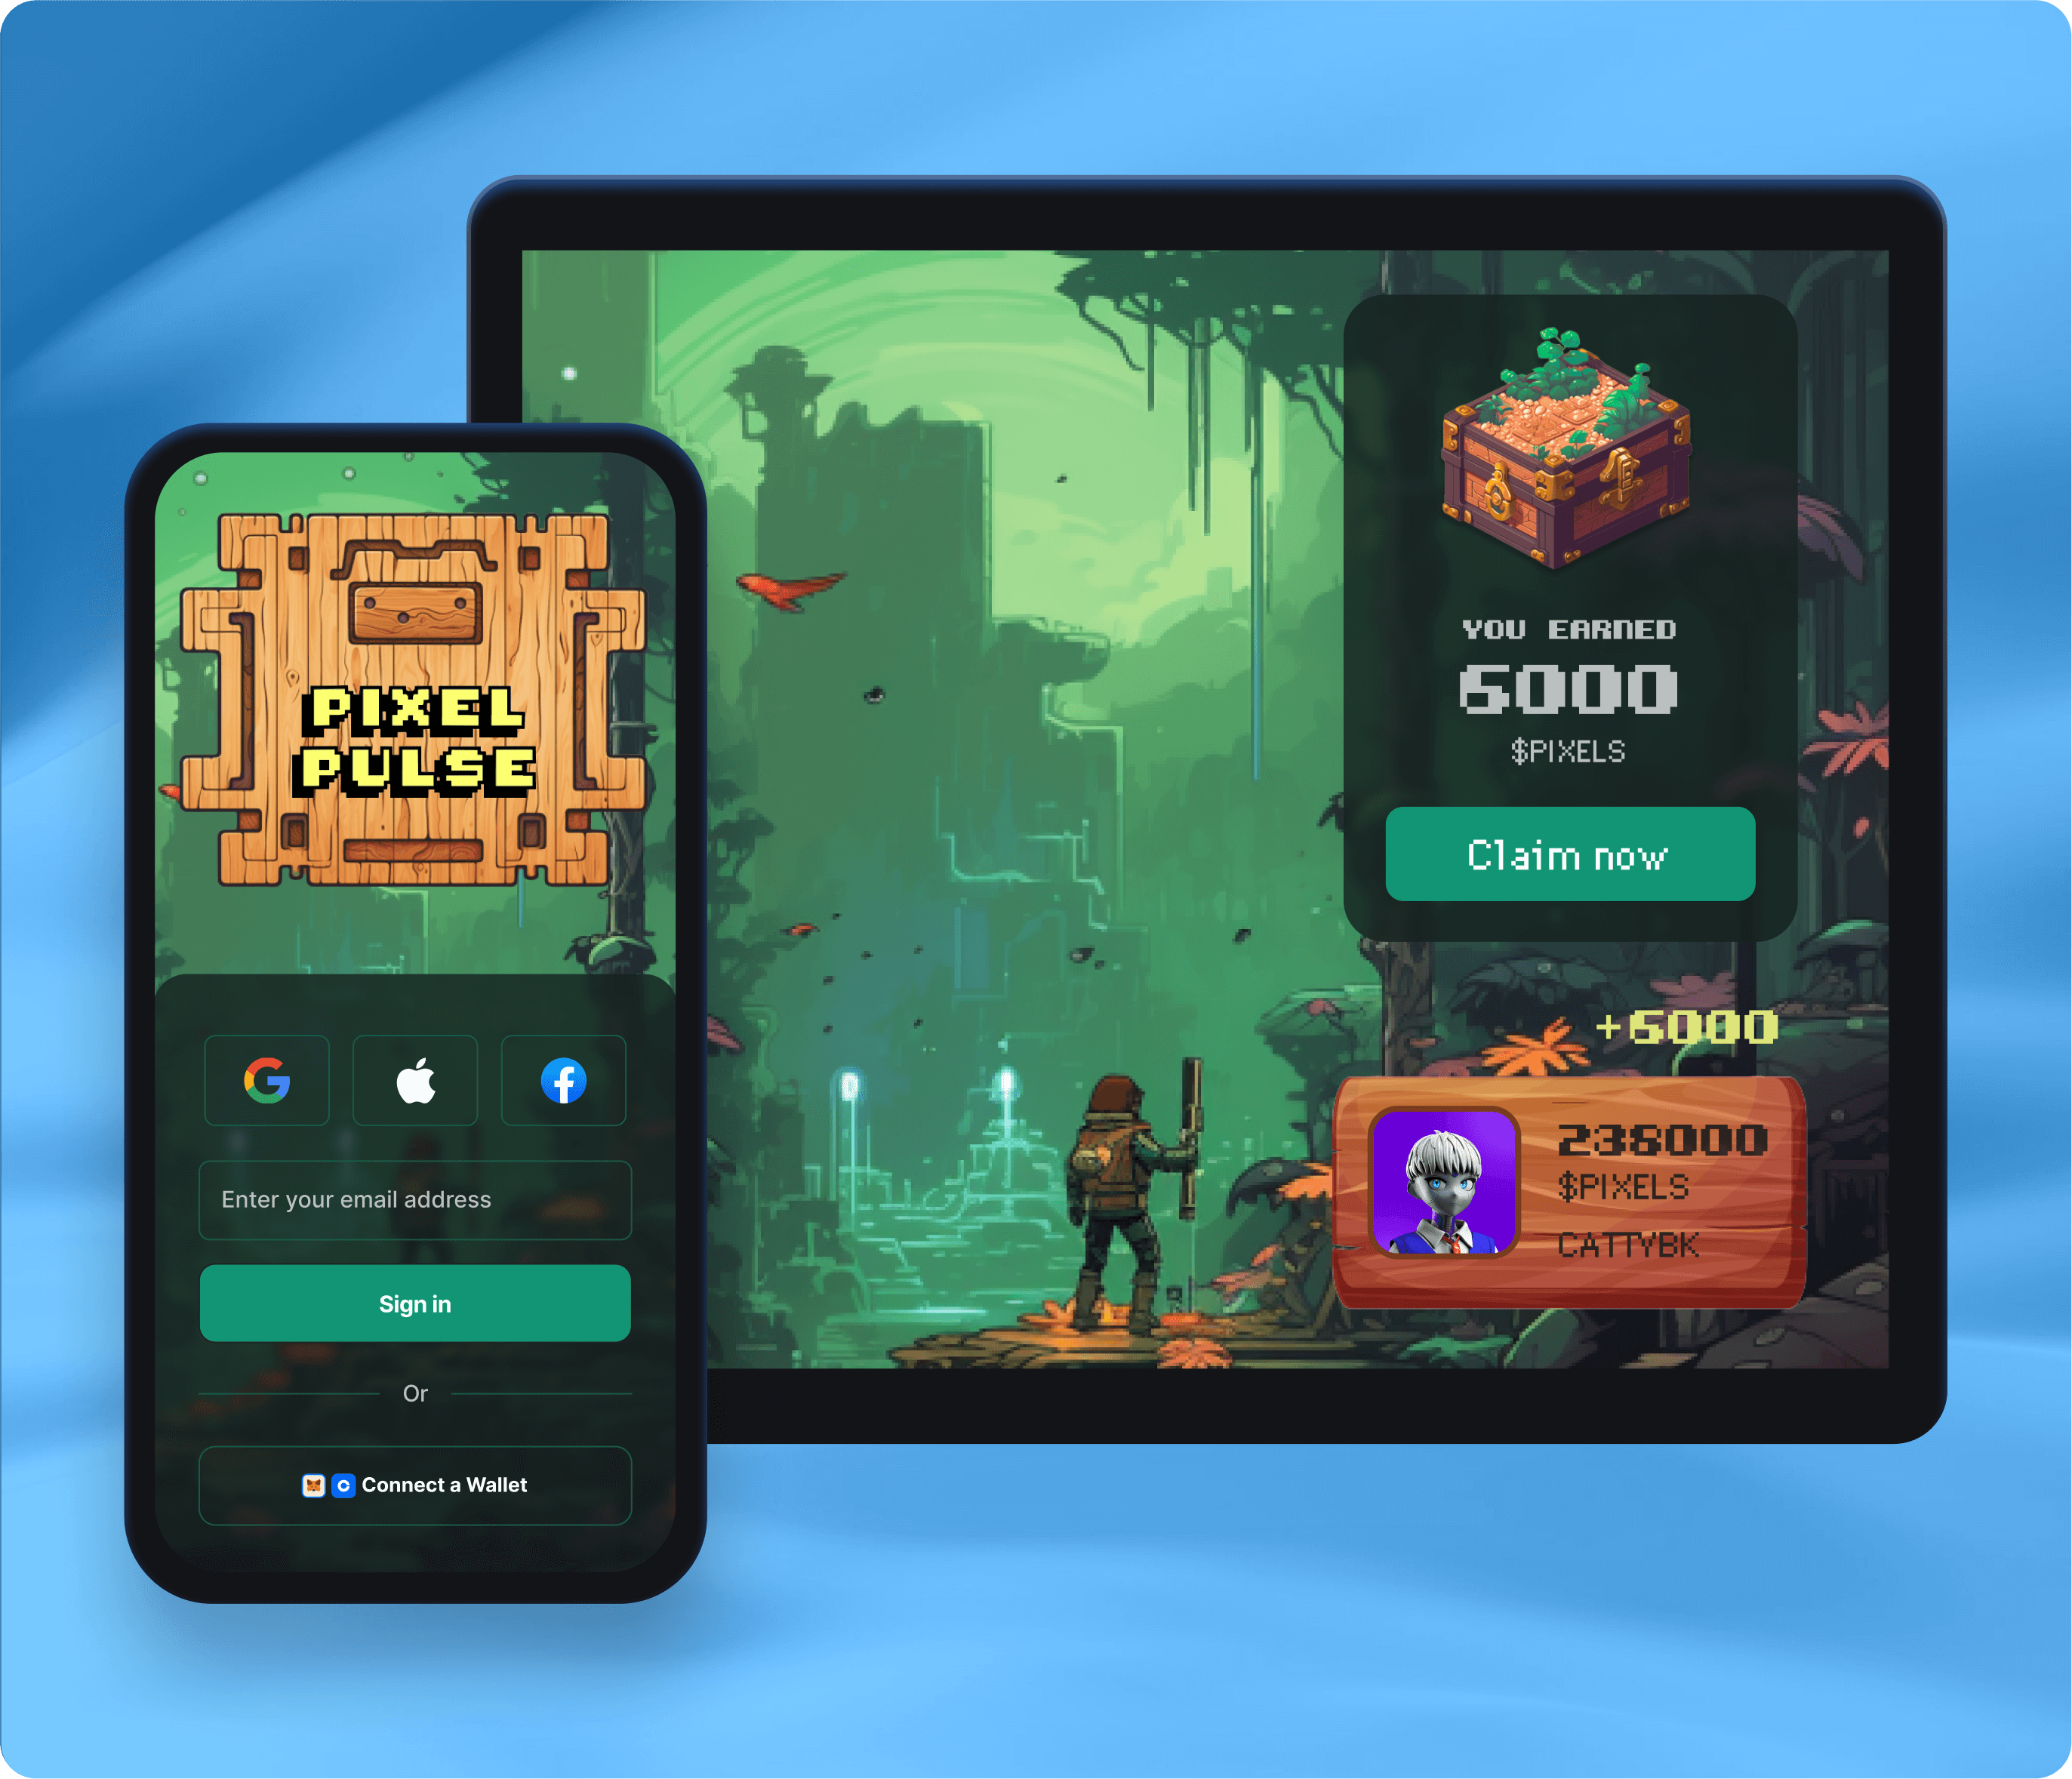 PIXEL
PULSE
Enter your email address
Sign in
Or
Connect a Wallet
YOU EARNED
6000
$PIXELS
Claim now
+6000
238000
$PIXELS
CATTYBK